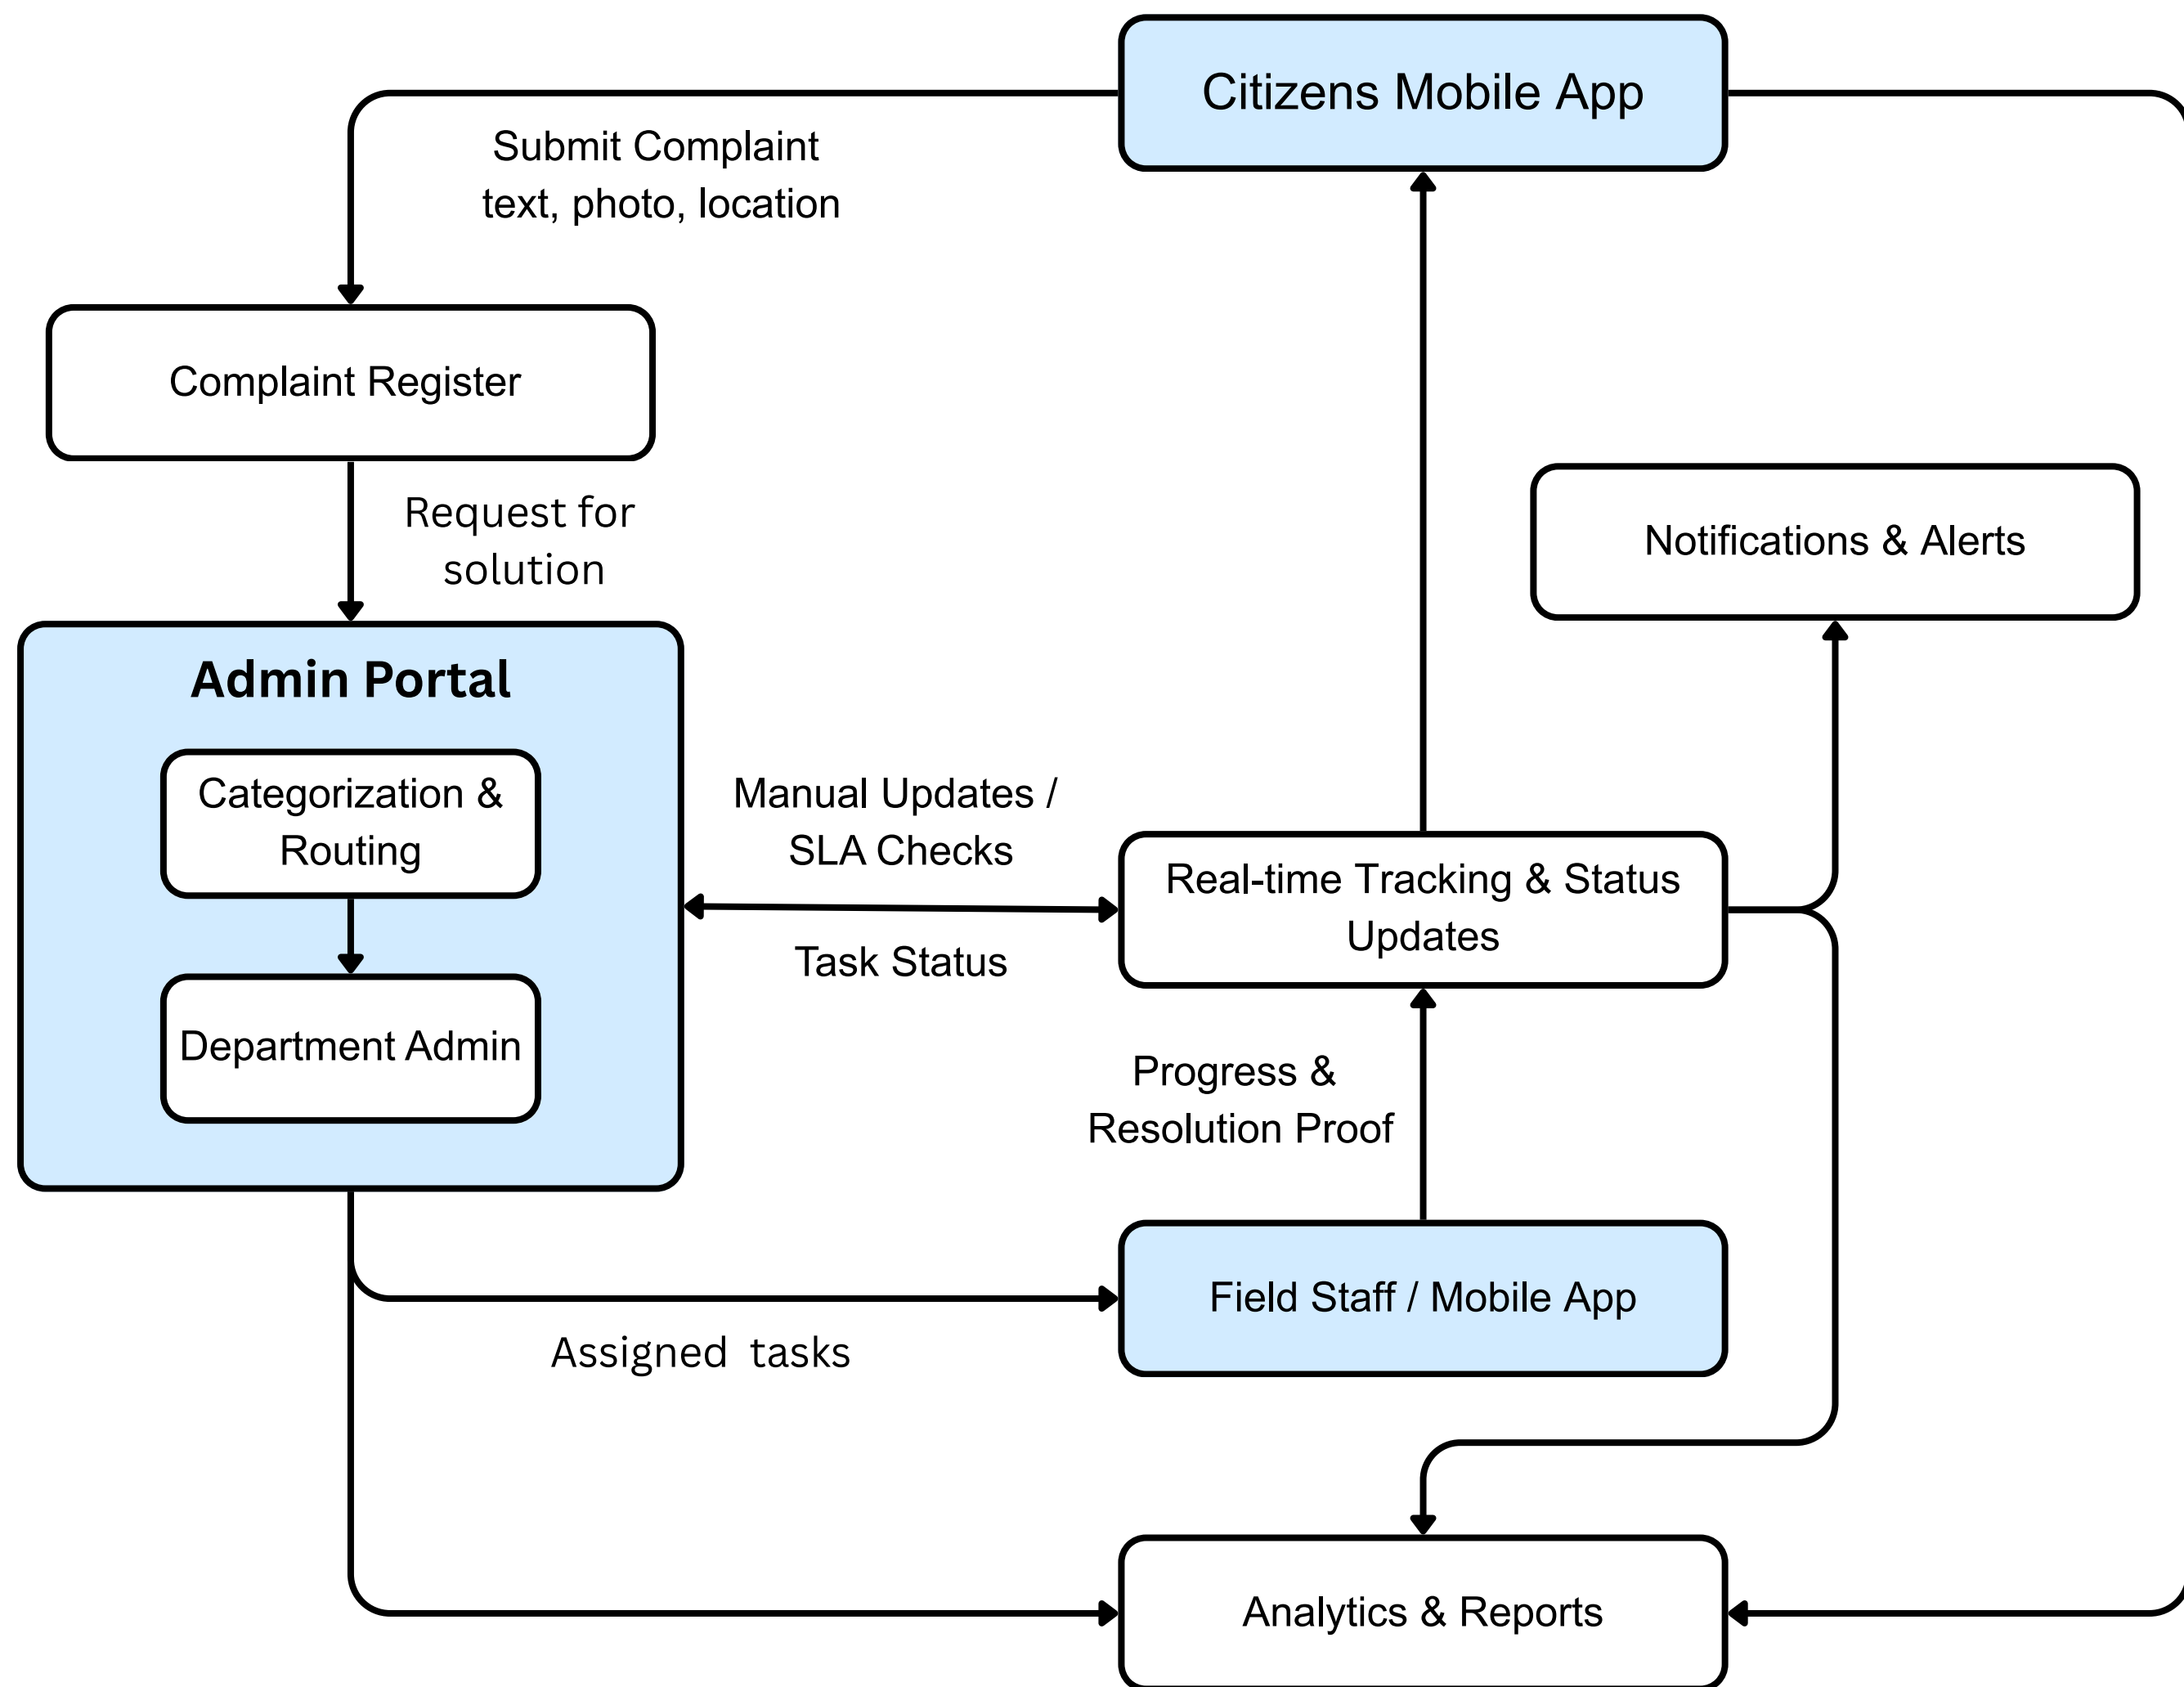 Citizens Mobile App
Submit Complaint
text, photo, location
Complaint Register
Request for
solution
Notifications & Alerts
Admin Portal
Categorization &
Routing
Department Admin
Manual Updates /
SLA Checks
Task Status
Real-time Tracking & Status
Updates
Progress &
Resolution Proof
Field Staff / Mobile App
Assigned tasks
Analytics & Reports